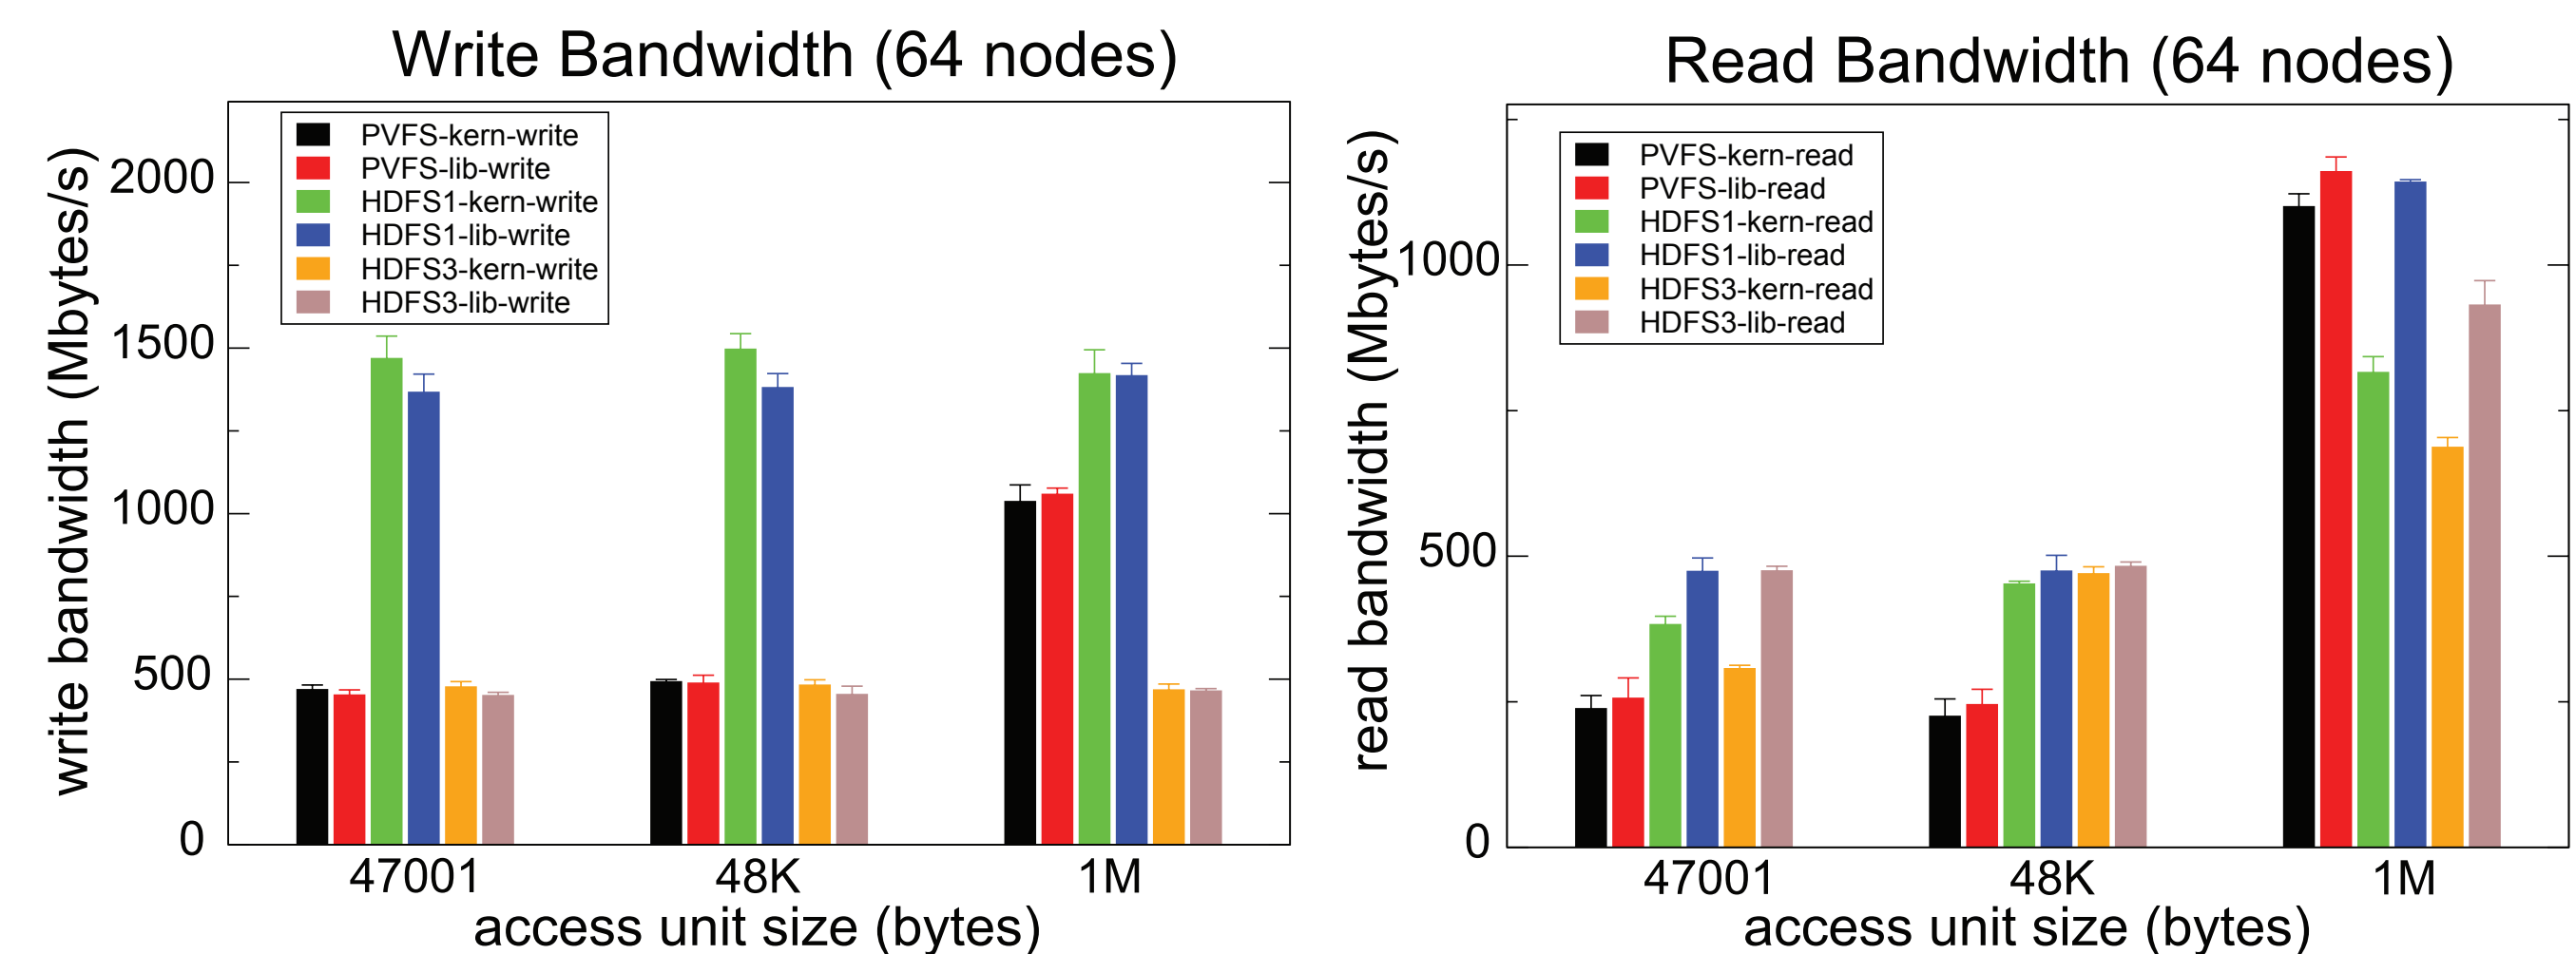 Write Bandwidth (64 nodes)
write bandwidth (Mbytes/s)
2000
1500
1000
500
0
PVFS-kern-write
PVFS-lib-write
HDFS1-kern-write
HDFS1-lib-write
HDFS3-kern-write
HDFS3-lib-write
47001 48K 1M
access unit size (bytes)
Read Bandwidth (64 nodes)
read bandwidth (Mbytes/s)
1000
500
0
PVFS-kern-read
PVFS-lib-read
HDFS1-kern-read
HDFS1-lib-read
HDFS3-kern-read
HDFS3-lib-read
47001 48K 1M
access unit size (bytes)